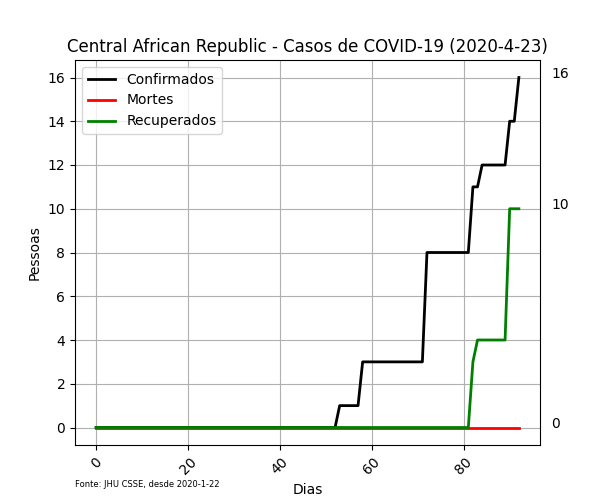 Central African Republic - Casos de COVID-19 (2020-4-23)
Confirmados
Mortes
Recuperados
16
14
12
10
8
6
4
2
0
16
10
0
Pessoas
0
20
40
60
80
Dias
Fonte: JHU CSSE, desde 2020-1-22